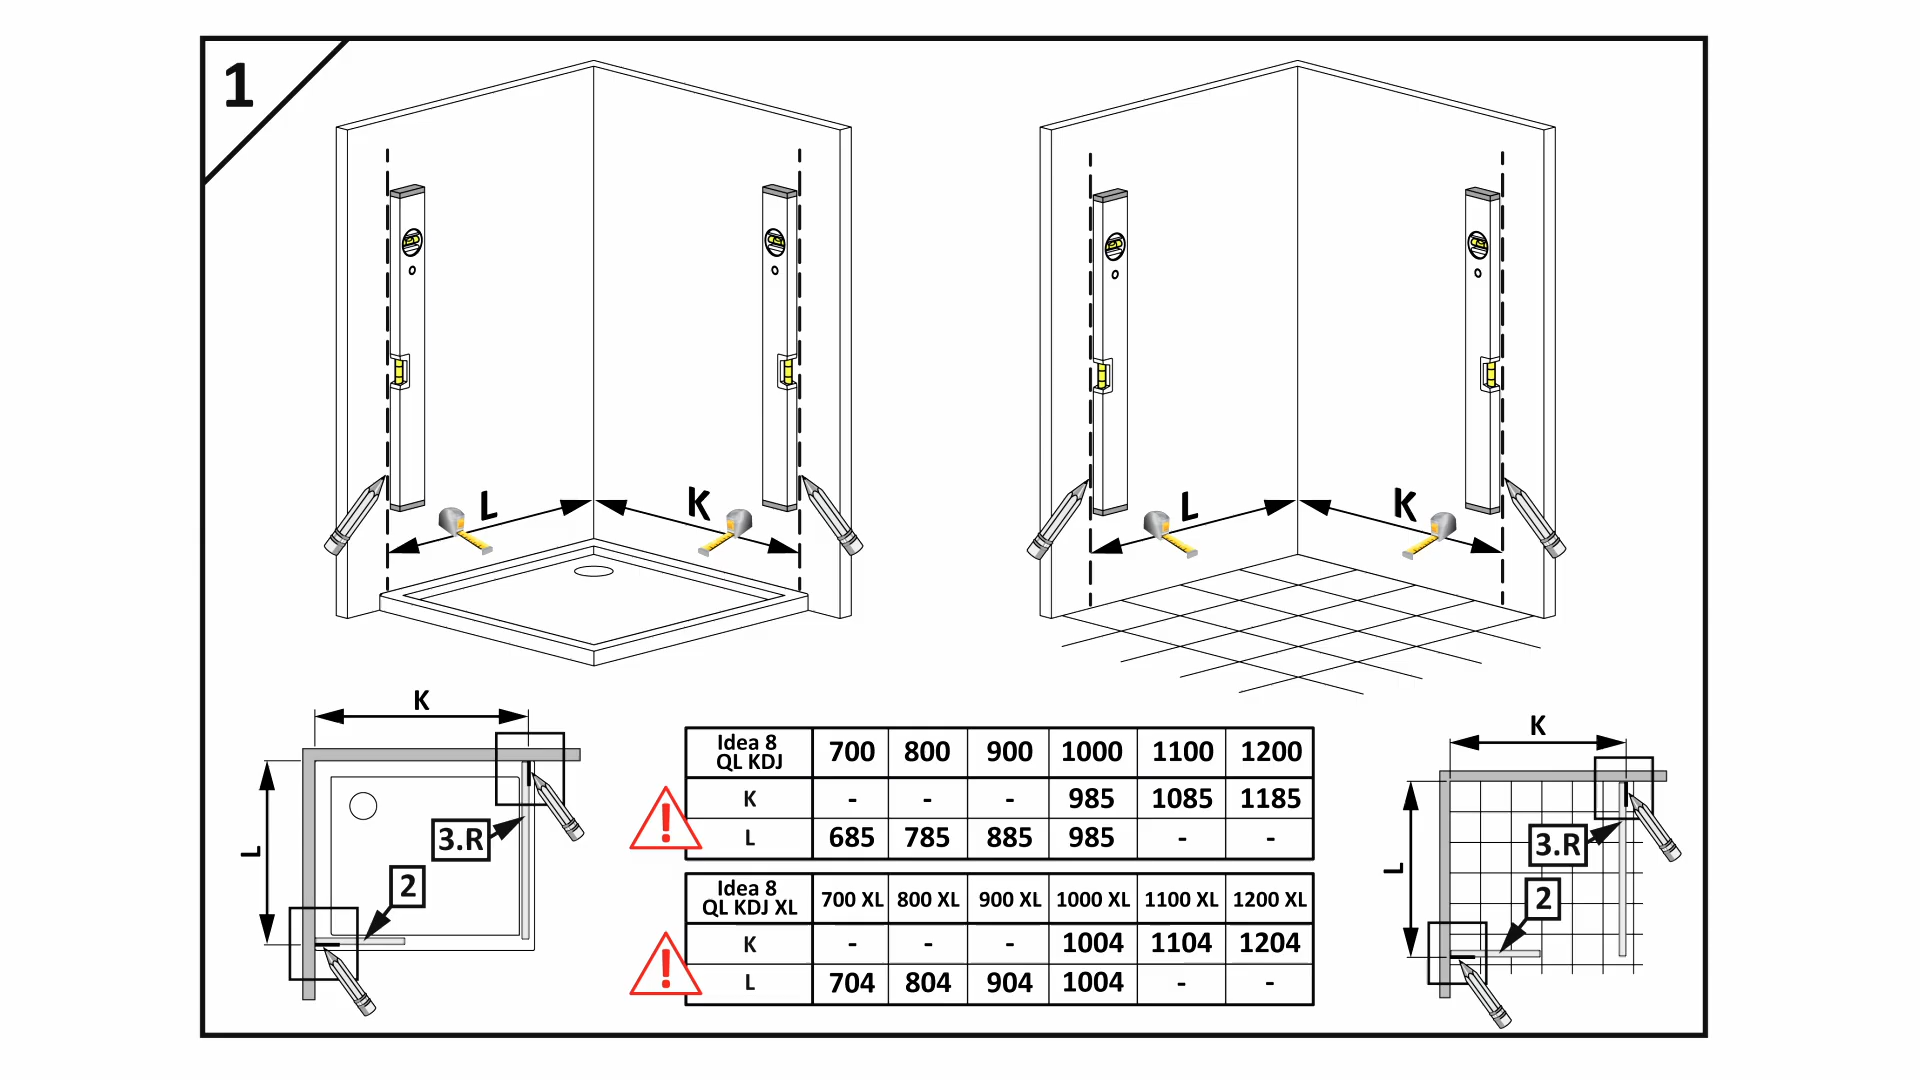 1
L K
L K
K
L
3.R
2
Idea 8 QL KDJ 700 800 900 1000 1100 1200
K - - - 985 1085 1185
L 685 785 885 985 - -
Idea 8 QL KDJ XL 700 XL 800 XL 900 XL 1000 XL 1100 XL 1200 XL
K - - - 1004 1104 1204
L 704 804 904 1004 - -
K
L
3.R
2